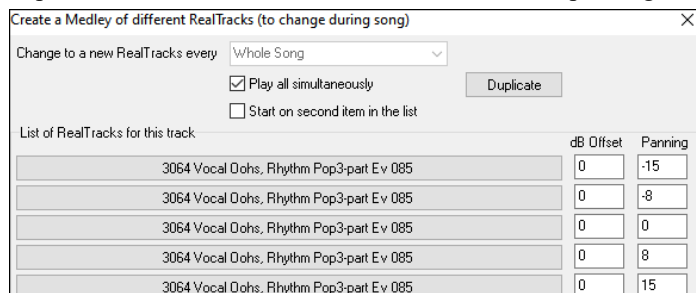 Create a Medley of different RealTracks (to change during song)
Change to a new RealTracks every Whole Song
Play all simultaneously Duplicate
Start on second item in the list
List of RealTracks for this track dB Offset Panning
3064 Vocal Oohs, Rhythm Pop3-part Ev 085 0 -15
3064 Vocal Oohs, Rhythm Pop3-part Ev 085 0 -8
3064 Vocal Oohs, Rhythm Pop3-part Ev 085 0 0
3064 Vocal Oohs, Rhythm Pop3-part Ev 085 0 8
3064 Vocal Oohs, Rhythm Pop3-part Ev 085 0 15